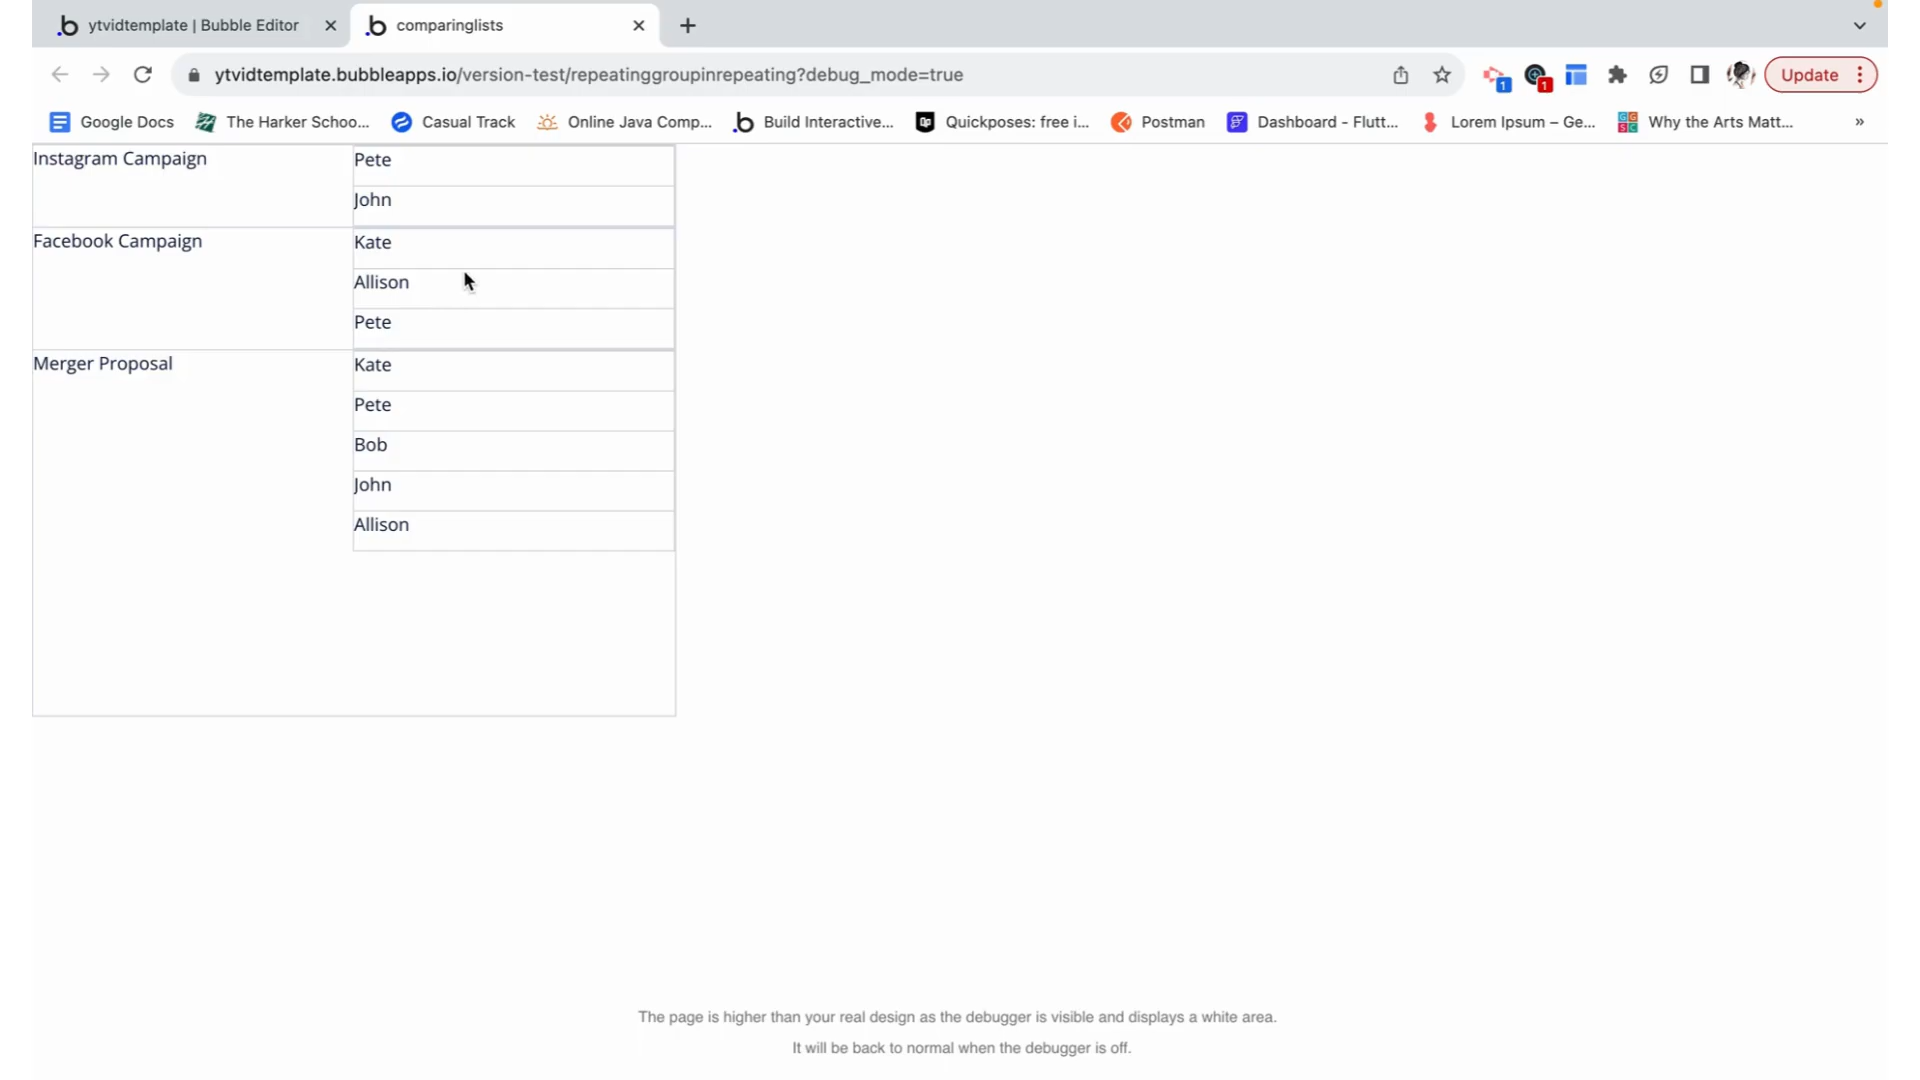 ytvidtemplate | Bubble Editor
comparinglists
ytvidtemplate.bubbleapps.io/version-test/repeatinggroupinrepeating?debug_mode=true
1
1
Update
Google Docs
The Harker Schoo...
Casual Track
Online Java Comp...
Build Interactive...
Quickposes: free i...
Postman
Dashboard - Flutt...
Lorem Ipsum – Ge...
Why the Arts Matt...
»
Instagram Campaign
Pete
John
Facebook Campaign
Kate
Allison
Pete
Merger Proposal
Kate
Pete
Bob
John
Allison
The page is higher than your real design as the debugger is visible and displays a white area.
It will be back to normal when the debugger is off.